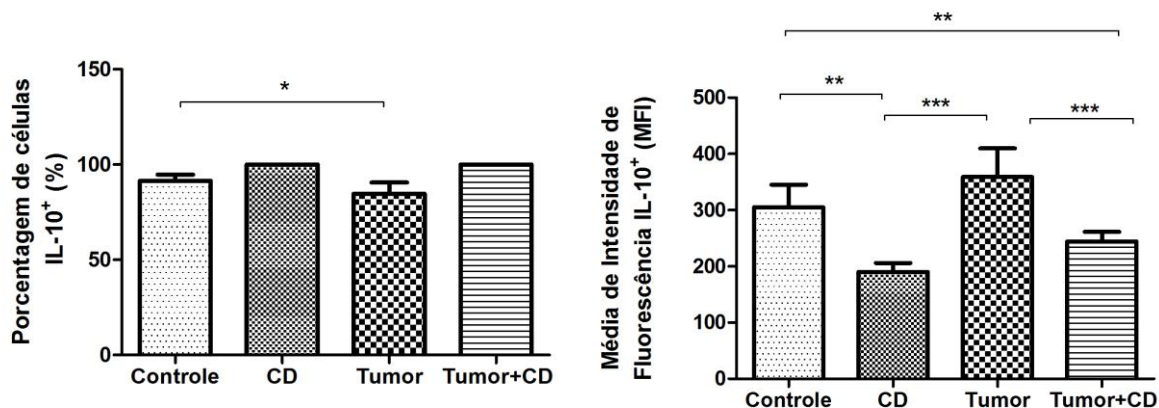 Porcentagem de células
IL-10⁺ (%)
150
100
50
0
*
Controle CD Tumor Tumor+CD
Média de Intensidade de
Fluorescência IL-10⁺ (MFI)
500
400
300
200
300
0
**
** *** ***
Controle CD Tumor Tumor+CD